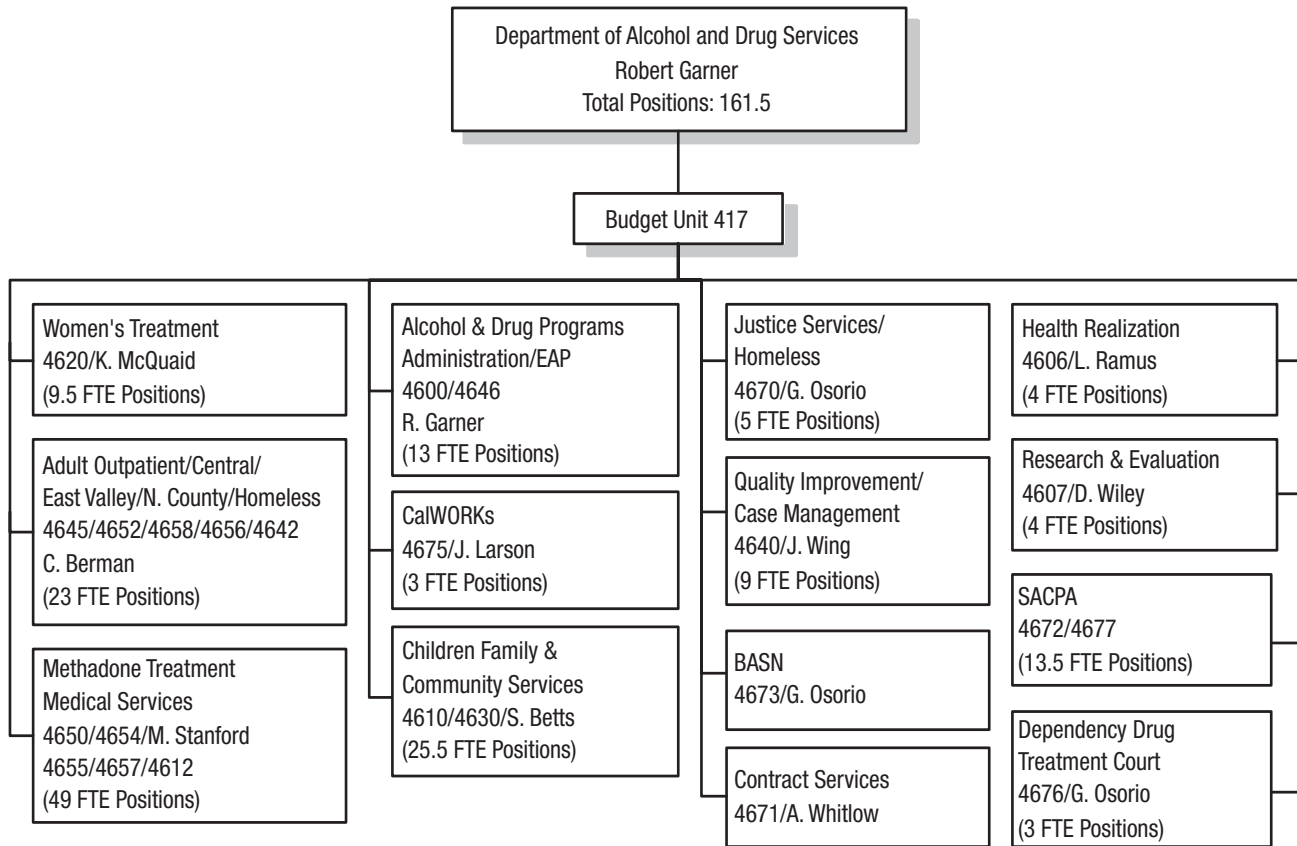 Department of Alcohol and Drug Services
Robert Garner
Total Positions: 161.5
Budget Unit 417
Women's Treatment
4620/K. McQuaid
(9.5 FTE Positions)
Adult Outpatient/Central/
East Valley/N. County/Homeless
4645/4652/4658/4656/4642
C. Berman
(23 FTE Positions)
Methadone Treatment
Medical Services
4650/4654/M. Stanford
4655/4657/4612
(49 FTE Positions)
Alcohol & Drug Programs
Administration/EAP
4600/4646
R. Garner
(13 FTE Positions)
CalWORKs
4675/J. Larson
(3 FTE Positions)
Children Family &
Community Services
4610/4630/S. Betts
(25.5 FTE Positions)
Justice Services/
Homeless
4670/G. Osorio
(5 FTE Positions)
Quality Improvement/
Case Management
4640/J. Wing
(9 FTE Positions)
BASN
4673/G. Osorio
Contract Services
4671/A. Whitlow
Health Realization
4606/L. Ramus
(4 FTE Positions)
Research & Evaluation
4607/D. Wiley
(4 FTE Positions)
SACPA
4672/4677
(13.5 FTE Positions)
Dependency Drug
Treatment Court
4676/G. Osorio
(3 FTE Positions)